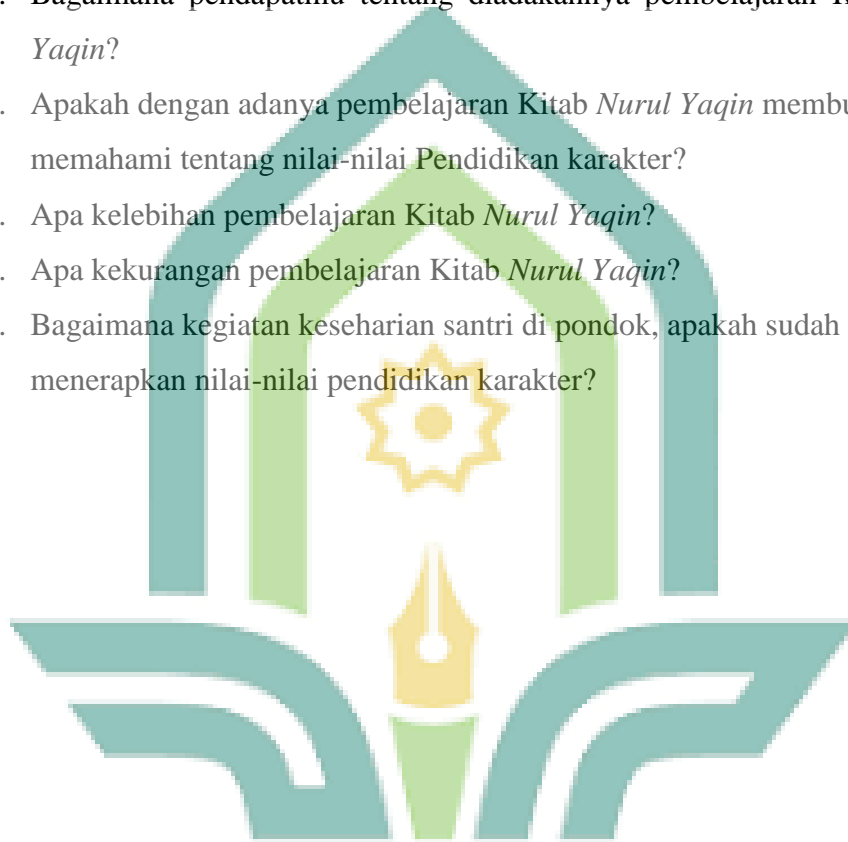 . Bagaimana pendapatmu tentang diadakannya pembelajaran
Yaqin?
. Apakah dengan adanya pembelajaran Kitab Nurul Yaqin
memahami tentang nilai-nilai Pendidikan karakter?
. Apa kelebihan pembelajaran Kitab Nurul Yaqin?
. Apa kekurangan pembelajaran Kitab Nurul Yaqin?
. Bagaimana kegiatan keseharian santri di pondok, apakah sudah
menerapkan nilai-nilai pendidikan karakter?